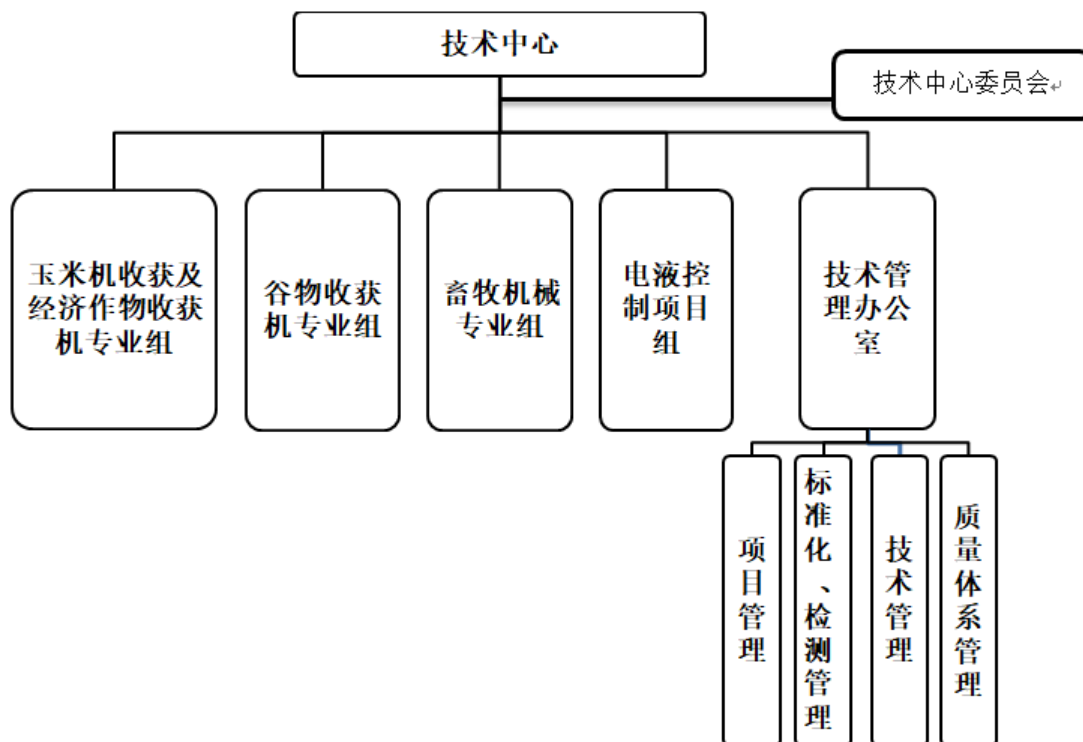 技术中心
技术中心委员会
玉米机收获及
经济作物收获
机专业组
谷物收获
机专业组
畜牧机械
专业组
电液控
制项目
组
技术管
理办公
室
项目管理
标准化、检测管理
技术管理
质量体系管理